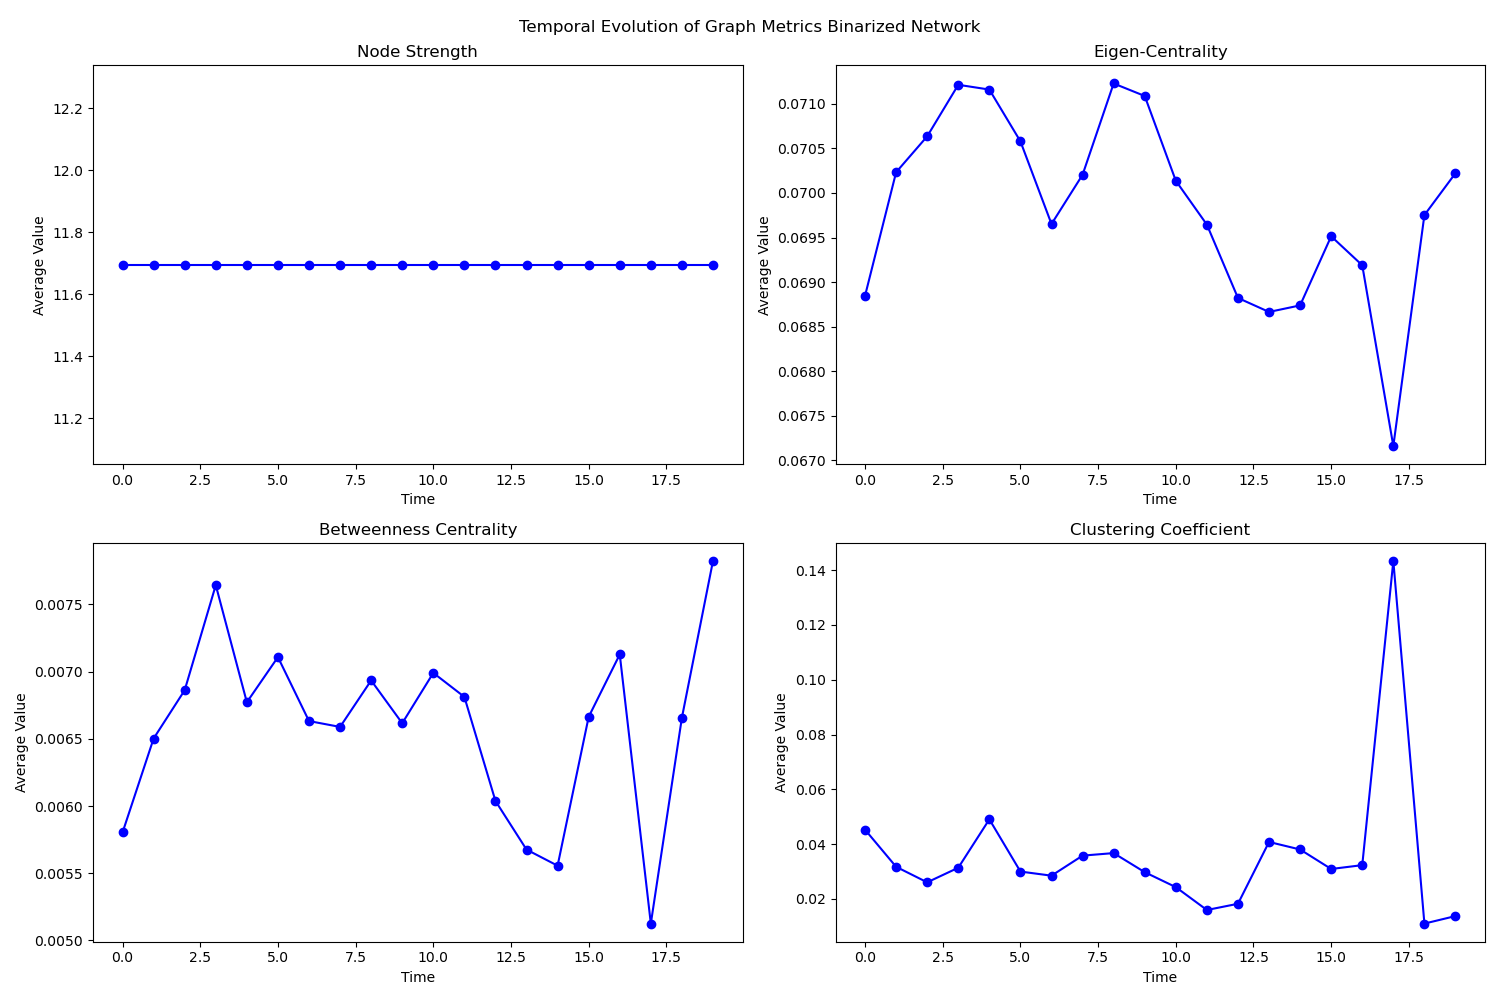 Temporal Evolution of Graph Metrics Binarized Network
Node Strength
Average Value
12.2
12.0
11.8
11.6
11.4
11.2
0.0 2.5 5.0 7.5 10.0 12.5 15.0 17.5
Time
Eigen-Centrality
Average Value
0.0710
0.0705
0.0700
0.0695
0.0690
0.0685
0.0680
0.0675
0.0670
0.0 2.5 5.0 7.5 10.0 12.5 15.0 17.5
Time
Betweenness Centrality
Average Value
0.0075
0.0070
0.0065
0.0060
0.0055
0.0050
0.0 2.5 5.0 7.5 10.0 12.5 15.0 17.5
Time
Clustering Coefficient
Average Value
0.14
0.12
0.10
0.08
0.06
0.04
0.02
0.0 2.5 5.0 7.5 10.0 12.5 15.0 17.5
Time